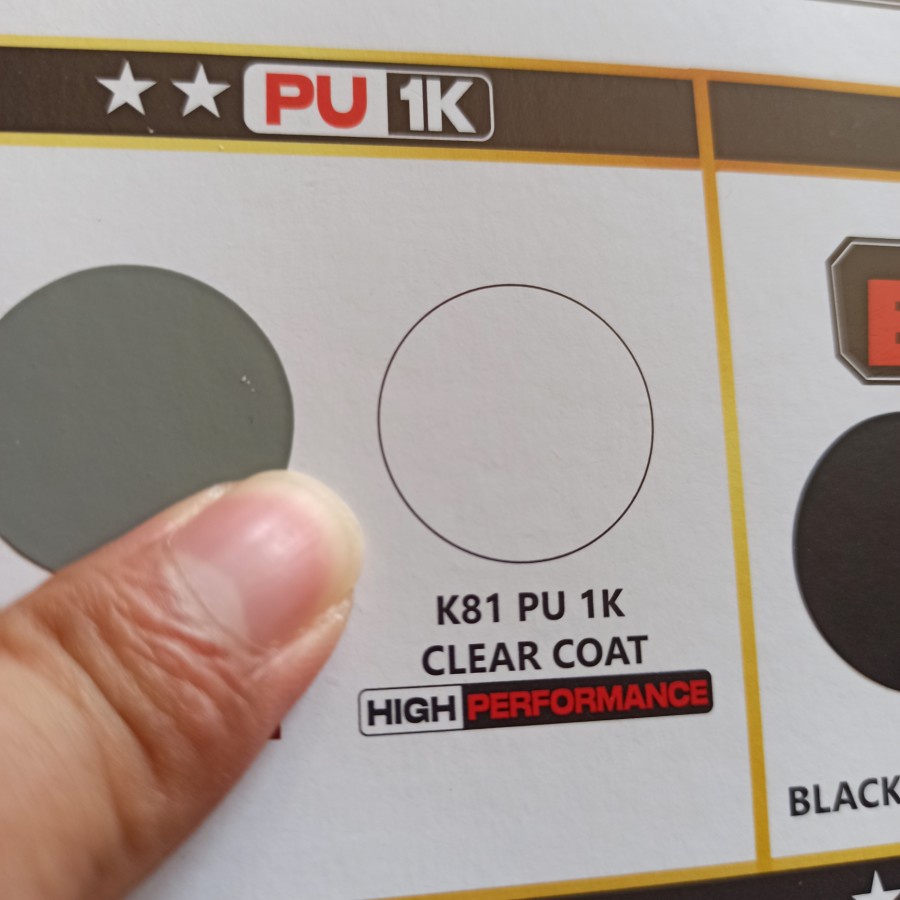 PU 1K
K81 PU 1K
CLEAR COAT
HIGH PERFORMANCE
BLACK